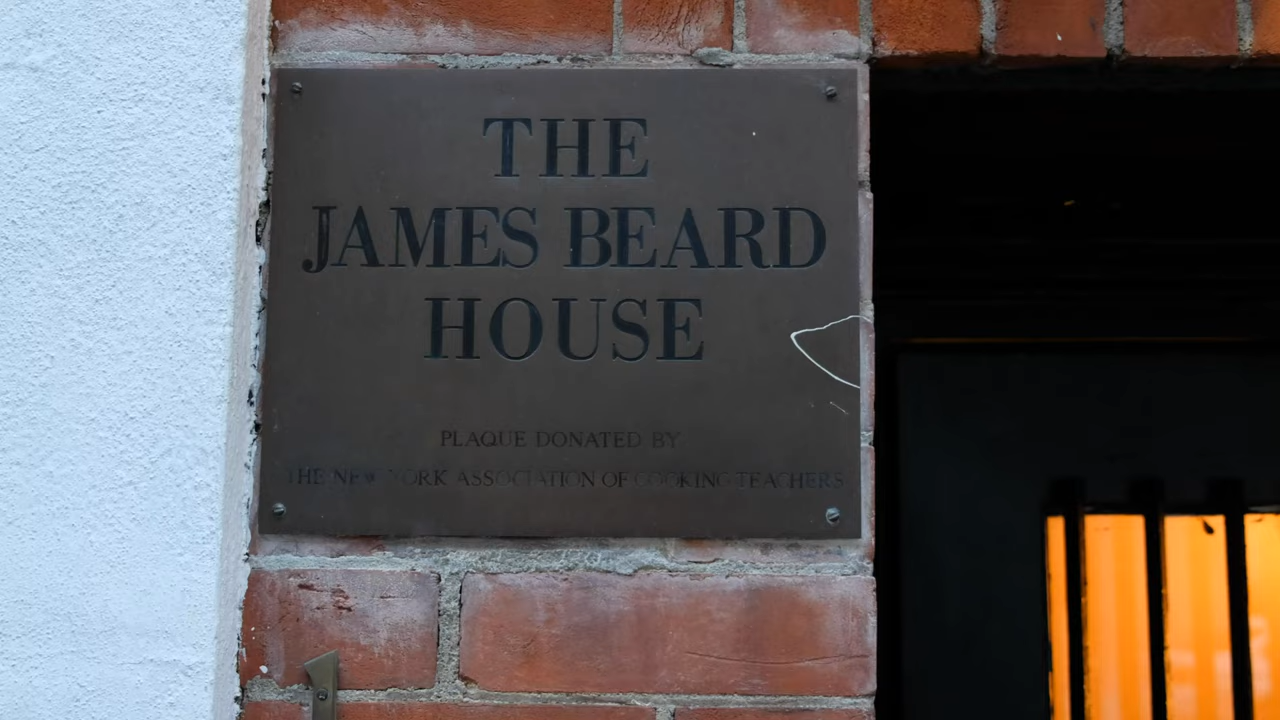 THE
JAMES BEARD
HOUSE
PLAQUE DONATED BY
THE NEW YORK ASSOCIATION OF COOKING TEACHERS